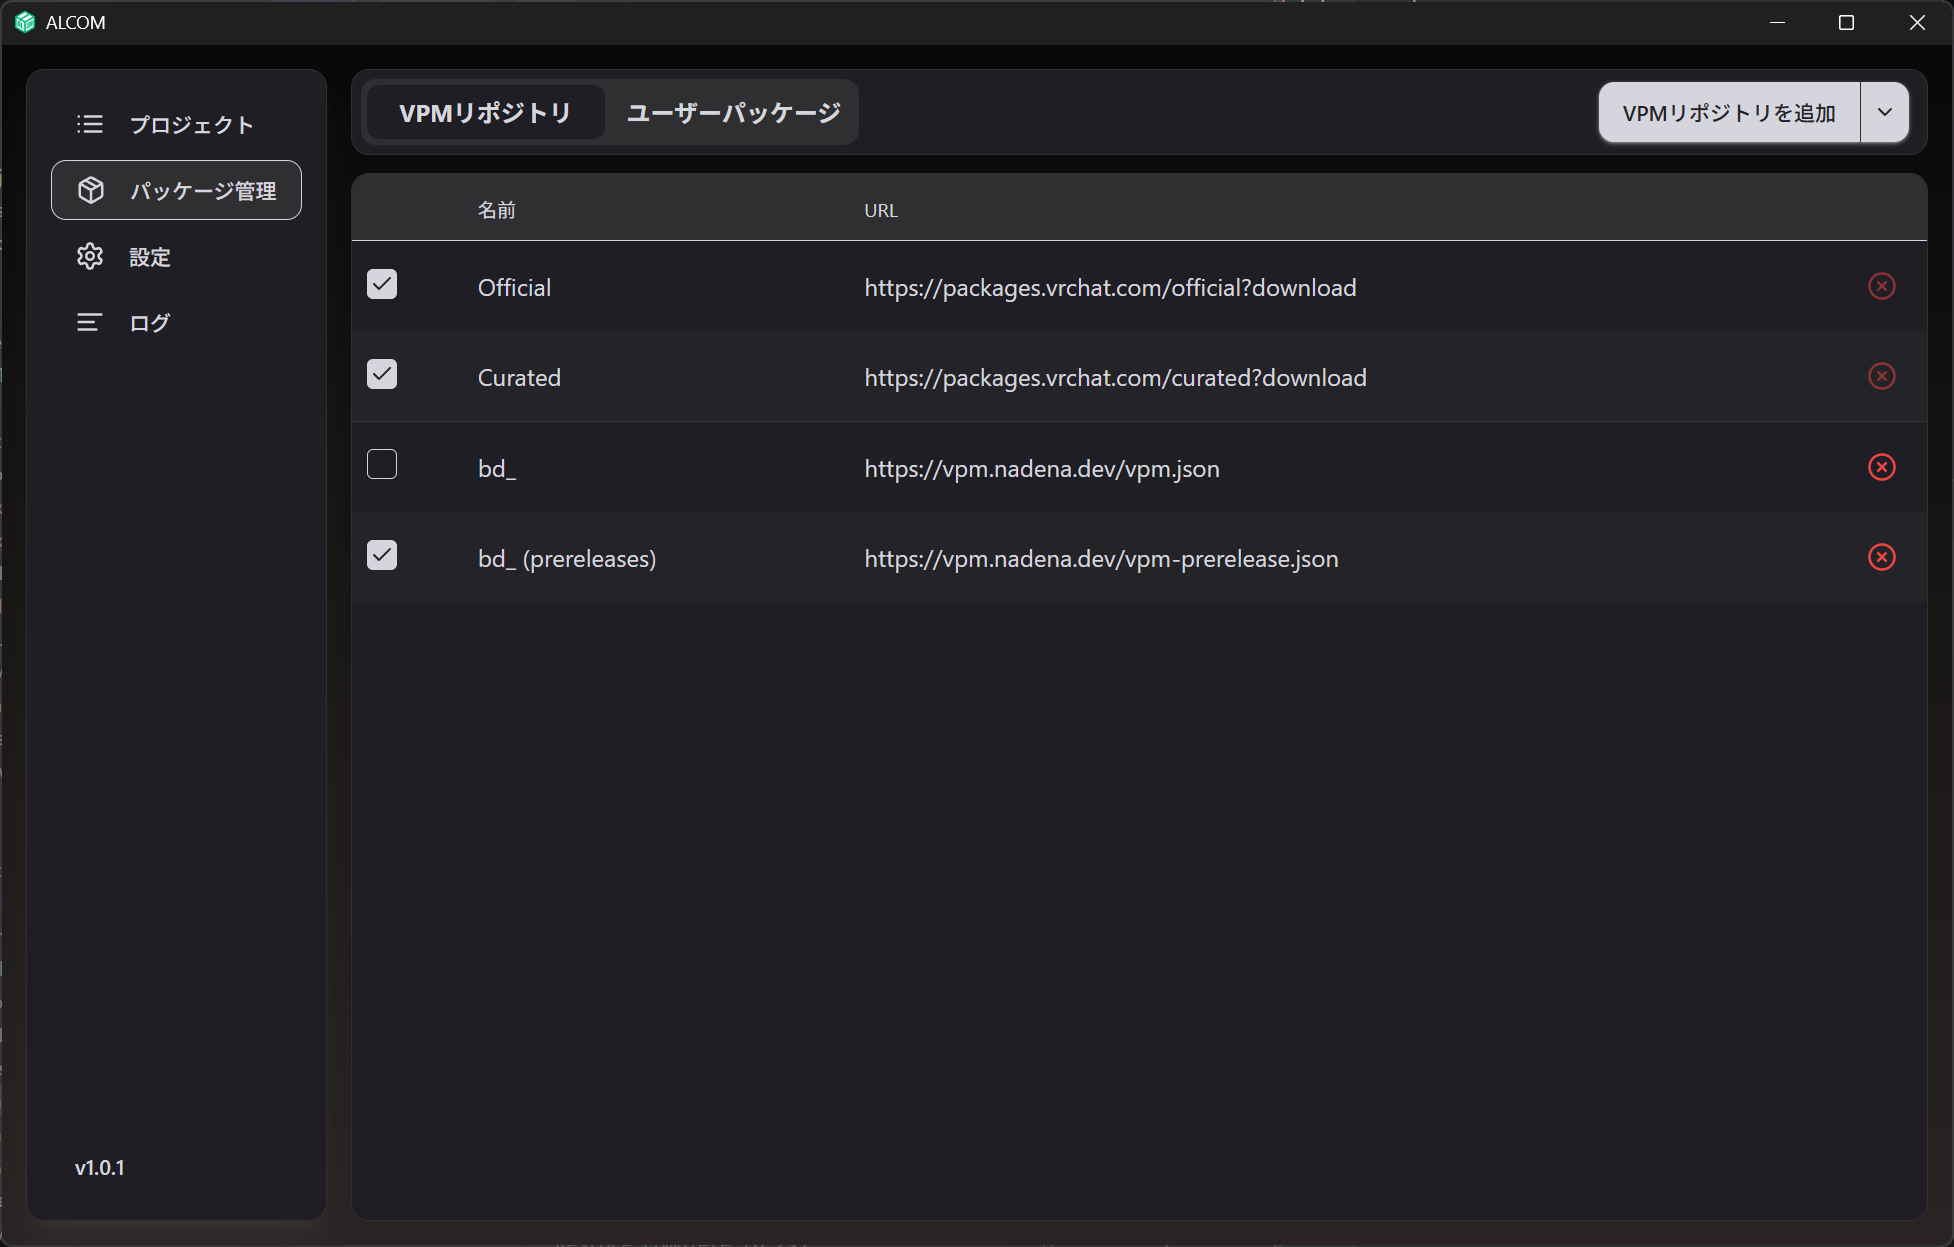 ALCOM
プロジェクト
パッケージ管理
設定
ログ
v1.0.1
VPMリポジトリ
ユーザーパッケージ
VPMリポジトリを追加
名前 URL
Official https://packages.vrchat.com/official?download
Curated https://packages.vrchat.com/curated?download
bd_ https://vpm.nadena.dev/vpm.json
bd_ (prereleases) https://vpm.nadena.dev/vpm-prerelease.json